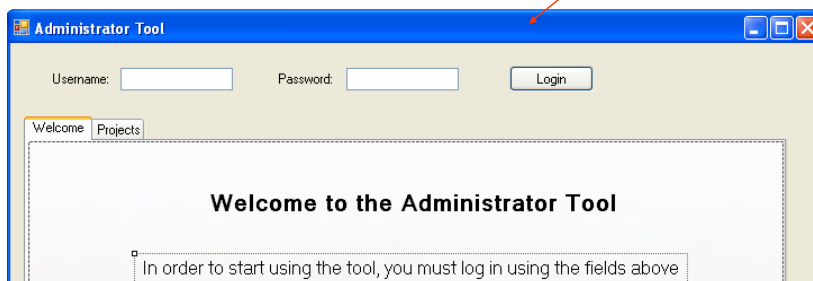 Administrator Tool
Username: Password: Login
Welcome Projects
Welcome to the Administrator Tool
In order to start using the tool, you must log in using the fields above